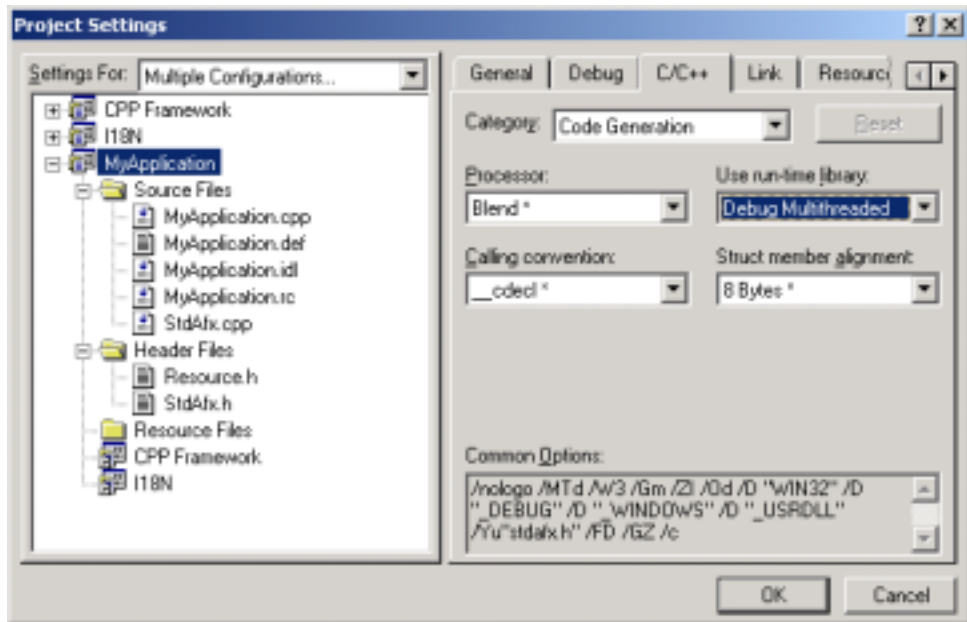 Project Settings
Settings For: Multiple Configurations...
CPP Framework
I18N
MyApplication
Source Files
MyApplication.cpp
MyApplication.def
MyApplication.idl
MyApplication.rc
StdAfx.cpp
Header Files
Resource.h
StdAfx.h
Resource Files
CPP Framework
I18N
General Debug C/C++ Link Resourc
Category: Code Generation Reset
Processor: Use run-time library:
Blend * Debug Multithreaded
Calling convention: Struct member alignment:
__cdecl * 8 Bytes *
Common Options:
/nologo /MTd /W3 /Gm /ZI /Od /D "WIN32" /D
"_DEBUG" /D "_WINDOWS" /D "_USRDLL"
/Yu"stdafx.h" /FD /GZ /c
OK Cancel